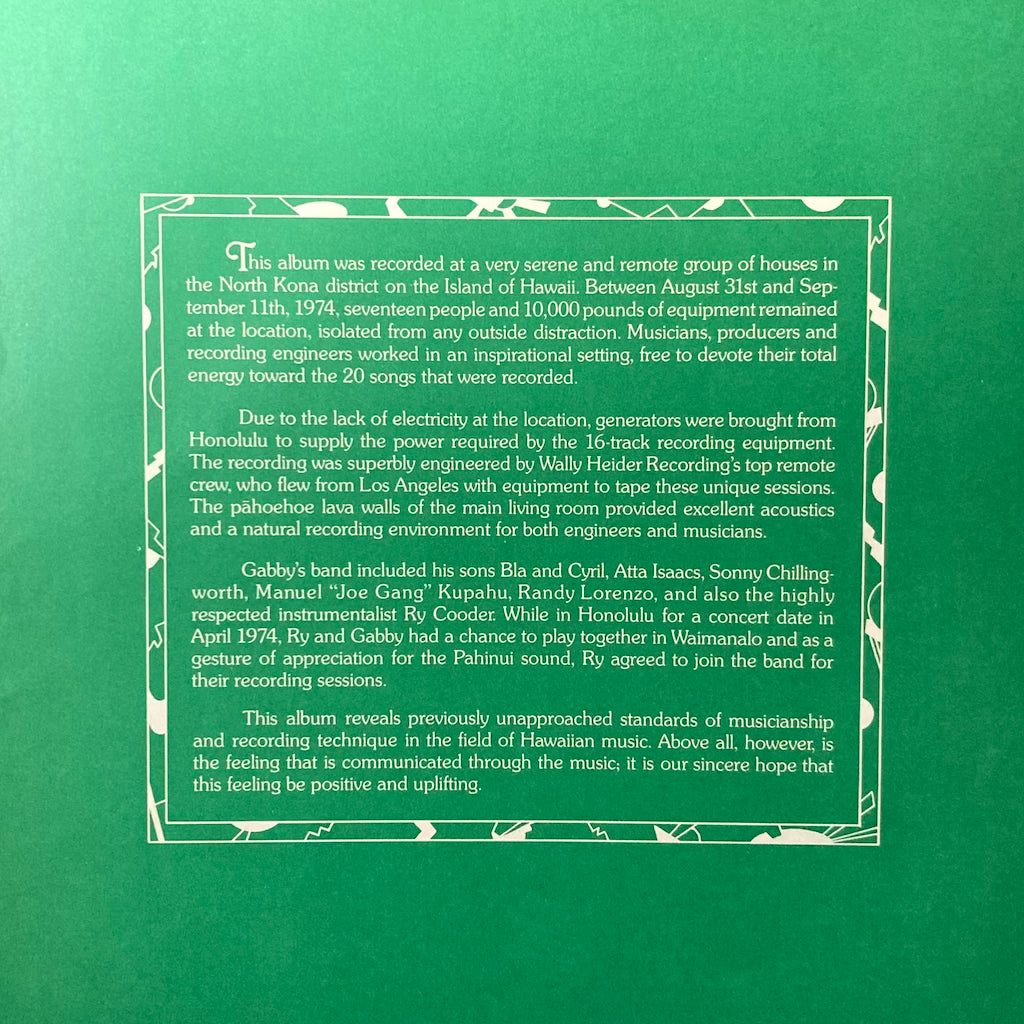 This album was recorded at a very serene and remote group of houses in
the North Kona district on the Island of Hawaii. Between August 31st and Sep-
tember 11th, 1974, seventeen people and 10,000 pounds of equipment remained
at the location, isolated from any outside distraction. Musicians, producers and
recording engineers worked in an inspirational setting, free to devote their total
energy toward the 20 songs that were recorded.
Due to the lack of electricity at the location, generators were brought from
Honolulu to supply the power required by the 16-track recording equipment.
The recording was superbly engineered by Wally Heider Recording's top remote
crew, who flew from Los Angeles with equipment to tape these unique sessions.
The pāhoehoe lava walls of the main living room provided excellent acoustics
and a natural recording environment for both engineers and musicians.
Gabby's band included his sons Bla and Cyril, Atta Isaacs, Sonny Chilling-
worth, Manuel "Joe Gang" Kupahu, Randy Lorenzo, and also the highly
respected instrumentalist Ry Cooder. While in Honolulu for a concert date in
April 1974, Ry and Gabby had a chance to play together in Waimanalo and as a
gesture of appreciation for the Pahinui sound, Ry agreed to join the band for
their recording sessions.
This album reveals previously unapproached standards of musicianship
and recording technique in the field of Hawaiian music. Above all, however, is
the feeling that is communicated through the music; it is our sincere hope that
this feeling be positive and uplifting.